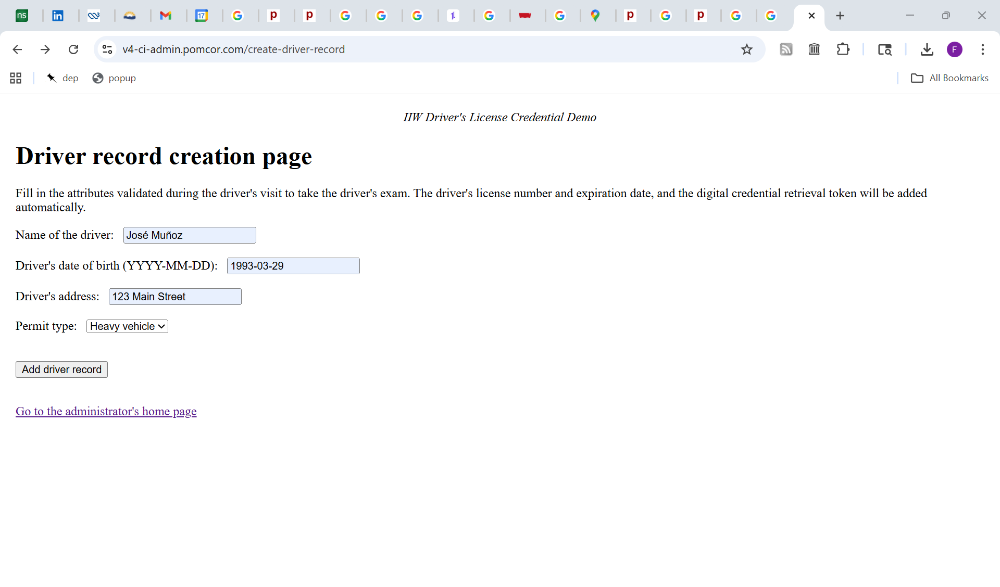 ns
in
17
p
p
p
p
v4-ci-admin.pomcor.com/create-driver-record
F
dep
popup
All Bookmarks
IIW Driver's License Credential Demo
Driver record creation page
Fill in the attributes validated during the driver's visit to take the driver's exam. The driver's license number and expiration date, and the digital credential retrieval token will be added
automatically.
Name of the driver: José Muñoz
Driver's date of birth (YYYY-MM-DD): 1993-03-29
Driver's address: 123 Main Street
Permit type: Heavy vehicle
Add driver record
Go to the administrator's home page